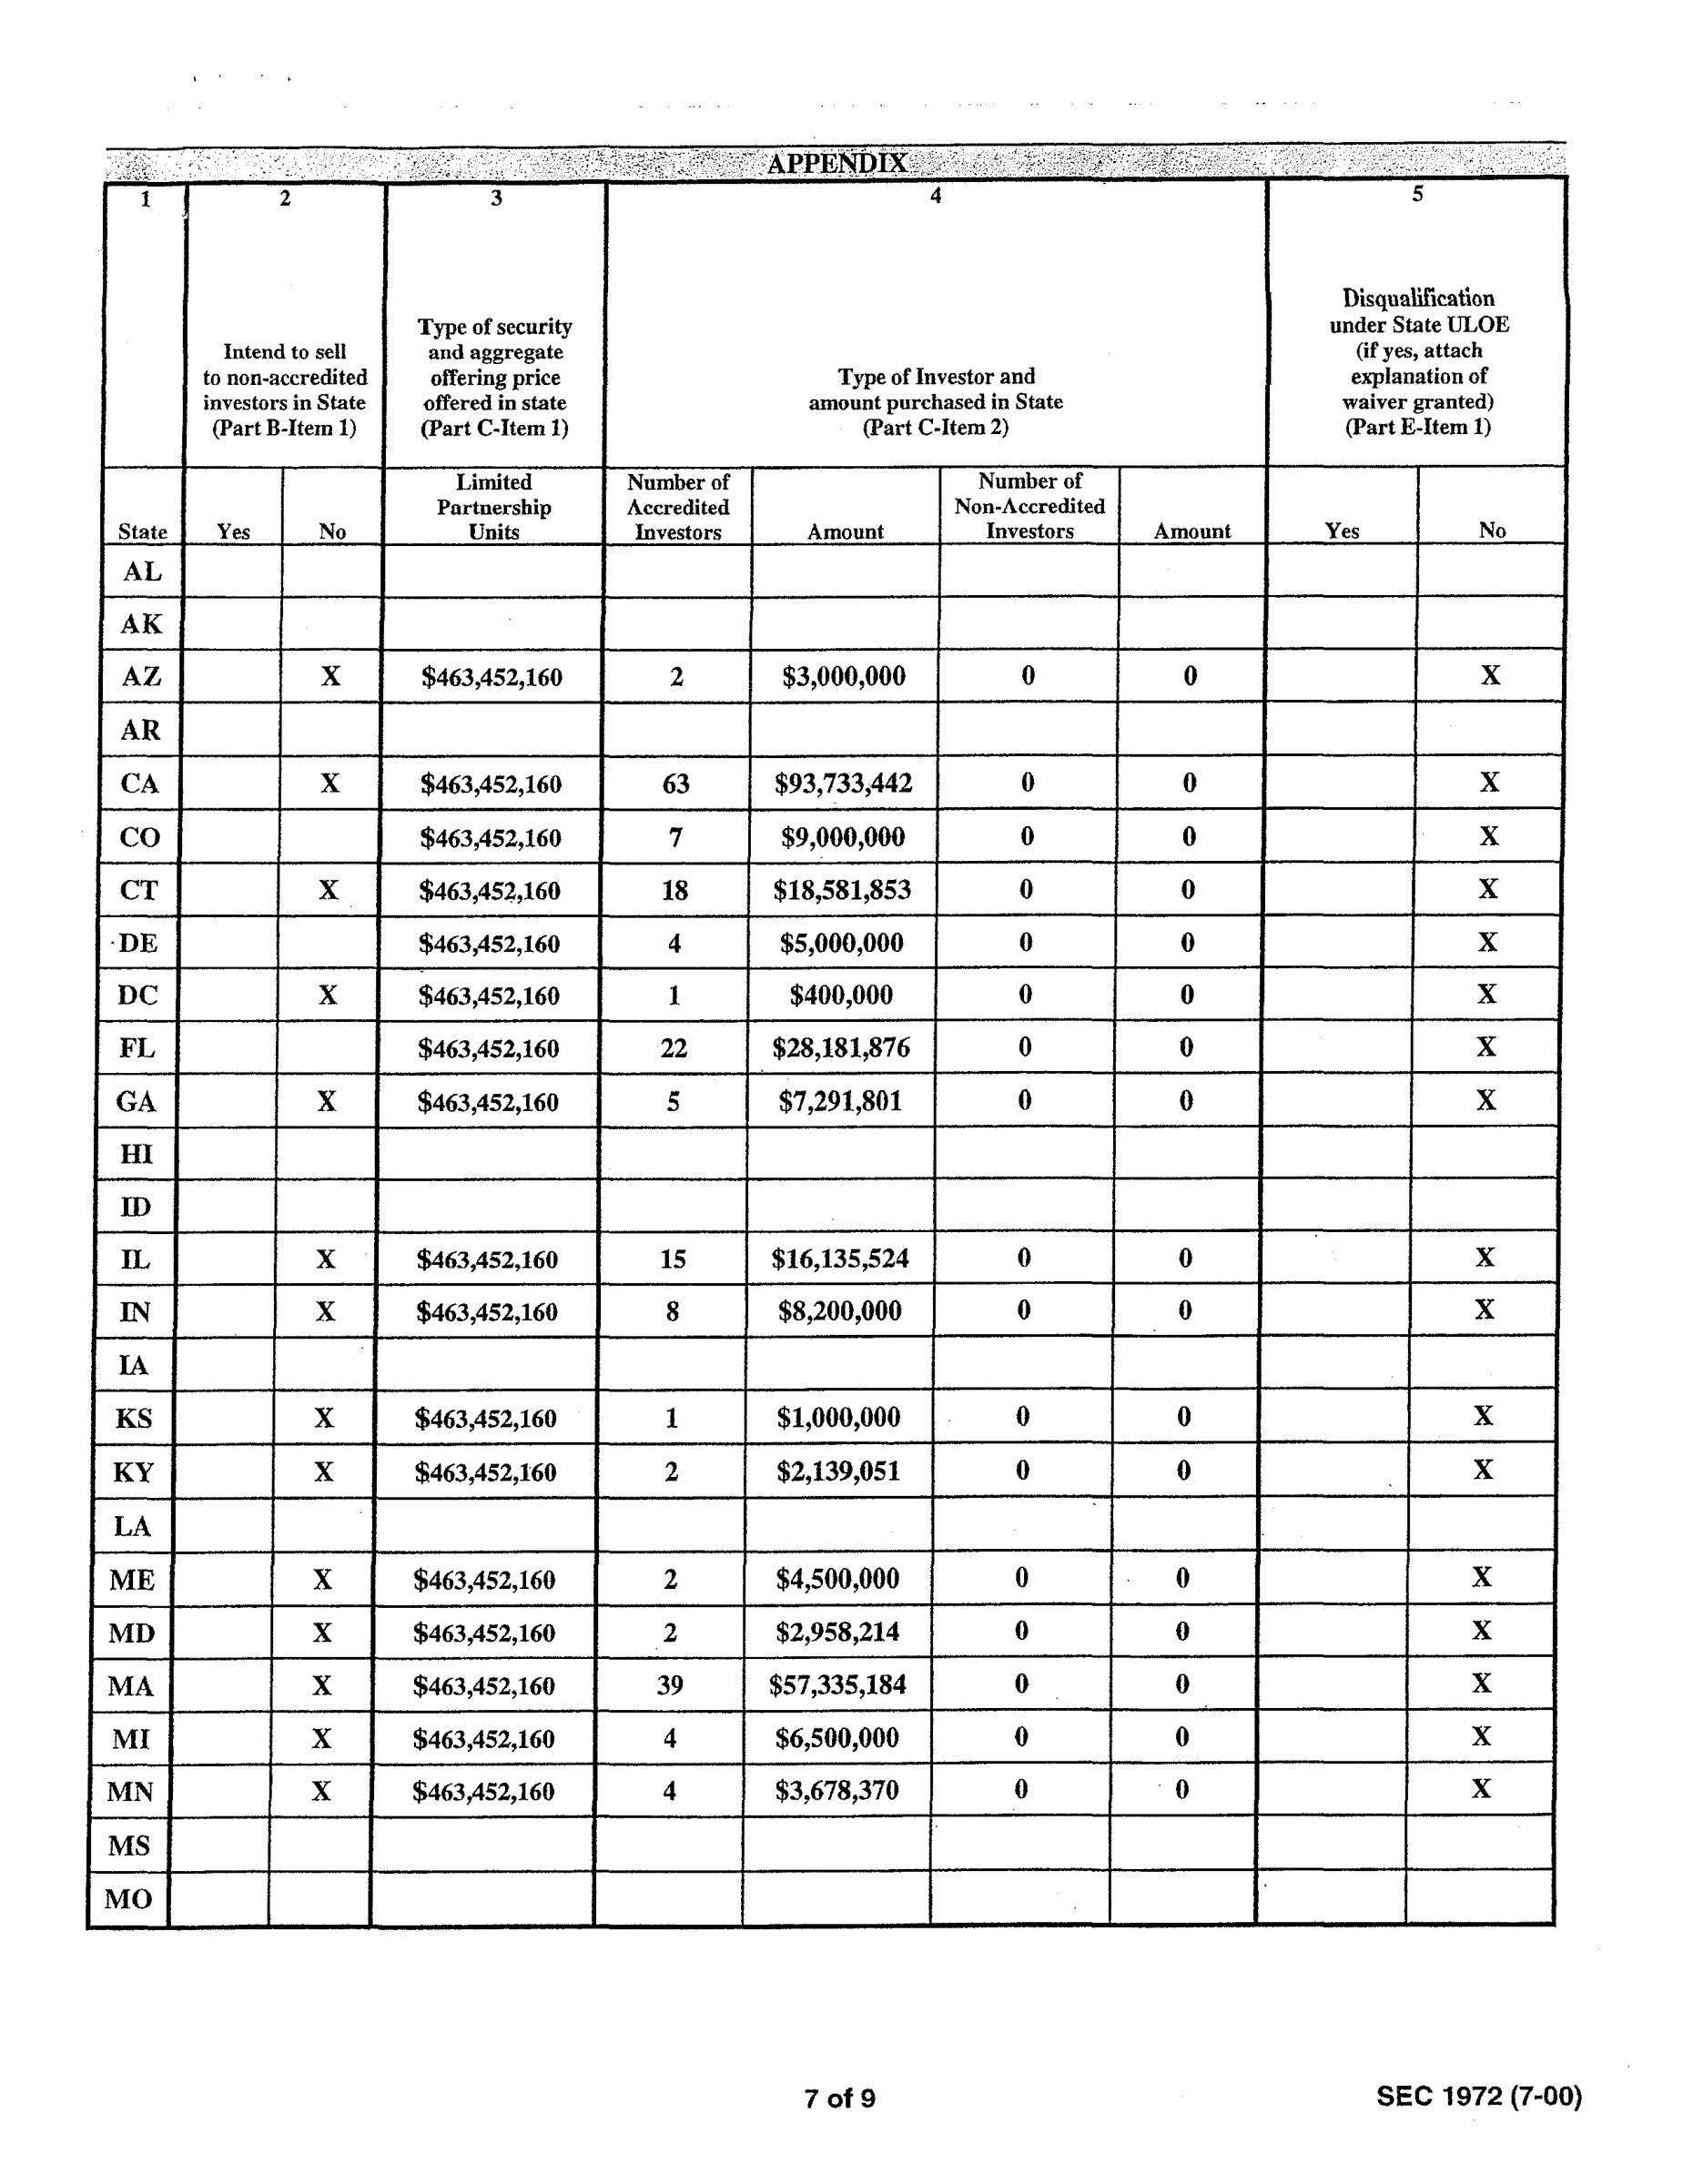 APPENDIX
1 2 3 4 5
Intend to sell
to non-accredited
investors in State
(Part B-Item 1)
Type of security
and aggregate
offering price
offered in state
(Part C-Item 1)
Type of Investor and
amount purchased in State
(Part C-Item 2)
Disqualification
under State ULOE
(if yes, attach
explanation of
waiver granted)
(Part E-Item 1)
State
Yes
No
Limited
Partnership
Units
Number of
Accredited
Investors
Amount
Number of
Non-Accredited
Investors
Amount
Yes
No
AL
AK
AZ X $463,452,160 2 $3,000,000 0 0 X
AR
CA X $463,452,160 63 $93,733,442 0 0 X
CO $463,452,160 7 $9,000,000 0 0 X
CT X $463,452,160 18 $18,581,853 0 0 X
DE $463,452,160 4 $5,000,000 0 0 X
DC X $463,452,160 1 $400,000 0 0 X
FL $463,452,160 22 $28,181,876 0 0 X
GA X $463,452,160 5 $7,291,801 0 0 X
HI
ID
IL X $463,452,160 15 $16,135,524 0 0 X
IN X $463,452,160 8 $8,200,000 0 0 X
IA
KS X $463,452,160 1 $1,000,000 0 0 X
KY X $463,452,160 2 $2,139,051 0 0 X
LA
ME X $463,452,160 2 $4,500,000 0 0 X
MD X $463,452,160 2 $2,958,214 0 0 X
MA X $463,452,160 39 $57,335,184 0 0 X
MI X $463,452,160 4 $6,500,000 0 0 X
MN X $463,452,160 4 $3,678,370 0 0 X
MS
MO
7 of 9
SEC 1972 (7-00)